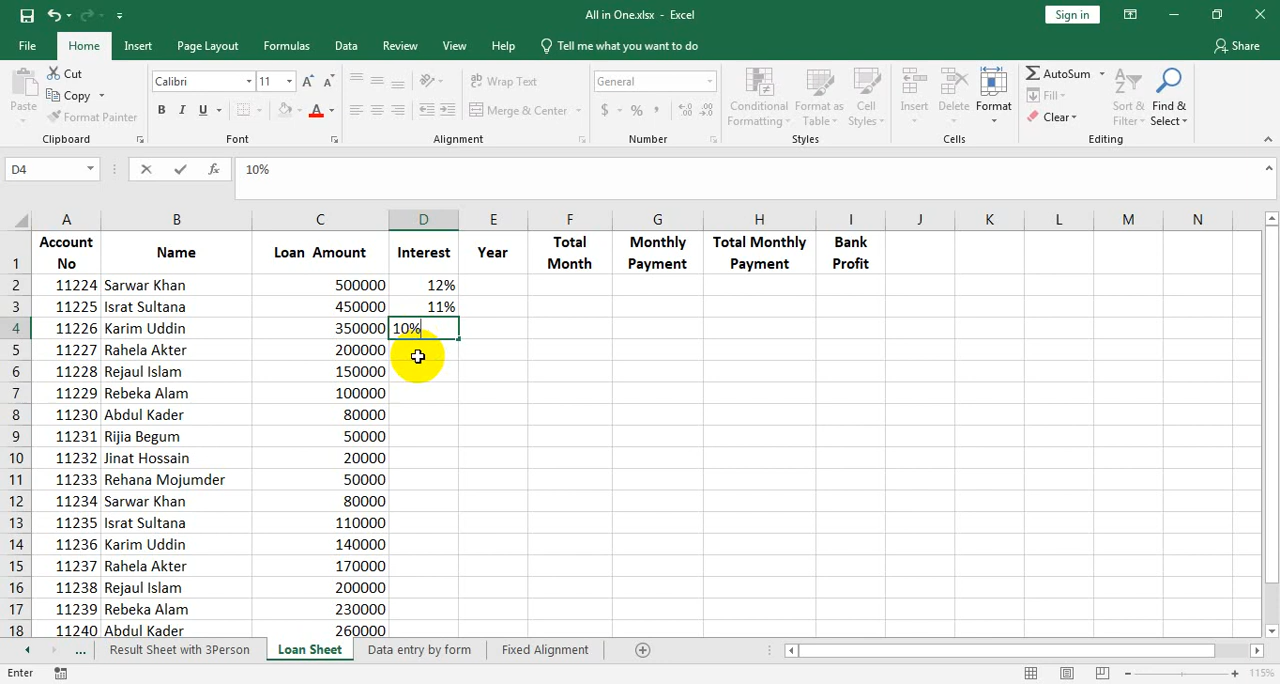 All in One.xlsx - Excel
Sign in
File Home Insert Page Layout Formulas Data Review View Help Tell me what you want to do Share
Paste Cut Copy Format Painter
Clipboard
Calibri 11
B I U A
Font
Wrap Text
Merge & Center
Alignment
General
$ % ,
Number
Conditional Formatting Format as Table Cell Styles
Styles
Insert Delete Format
Cells
AutoSum Fill Clear Sort & Filter Find & Select
Editing
D4 fx 10%
A B C D E F G H I J K L M N
1 Account No Name Loan Amount Interest Year Total Month Monthly Payment Total Monthly Payment Bank Profit
2 11224 Sarwar Khan 500000 12%
3 11225 Israt Sultana 450000 11%
4 11226 Karim Uddin 350000 10%
5 11227 Rahela Akter 200000
6 11228 Rejaul Islam 150000
7 11229 Rebeka Alam 100000
8 11230 Abdul Kader 80000
9 11231 Rijia Begum 50000
10 11232 Jinat Hossain 20000
11 11233 Rehana Mojumder 50000
12 11234 Sarwar Khan 80000
13 11235 Israt Sultana 110000
14 11236 Karim Uddin 140000
15 11237 Rahela Akter 170000
16 11238 Rejaul Islam 200000
17 11239 Rebeka Alam 230000
18 11240 Abdul Kader 260000
... Result Sheet with 3Person Loan Sheet Data entry by form Fixed Alignment
Enter 115%